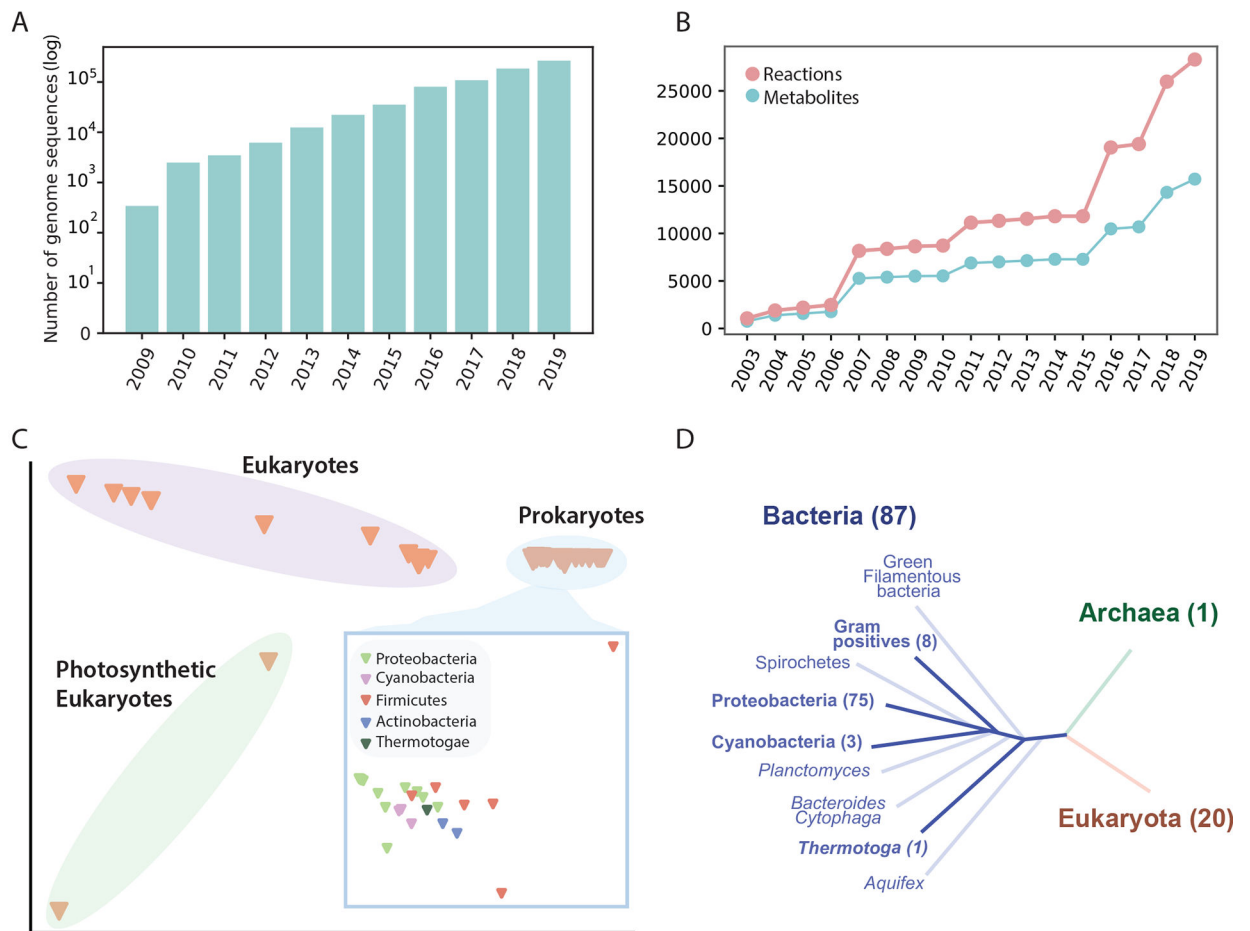 A
Number of genome sequences (log)
10^5
10^4
10^3
10^2
10^1
0
2009
2010
2011
2012
2013
2014
2015
2016
2017
2018
2019
B
Reactions
Metabolites
25000
20000
15000
10000
5000
0
2003
2004
2005
2006
2007
2008
2009
2010
2011
2012
2013
2014
2015
2016
2017
2018
2019
C
Eukaryotes
Prokaryotes
Photosynthetic
Eukaryotes
Proteobacteria
Cyanobacteria
Firmicutes
Actinobacteria
Thermotogae
D
Bacteria (87)
Green
Filamentous
bacteria
Gram
positives (8)
Spirochetes
Proteobacteria (75)
Cyanobacteria (3)
Planctomyces
Bacteroides
Cytophaga
Thermotoga (1)
Aquifex
Archaea (1)
Eukaryota (20)